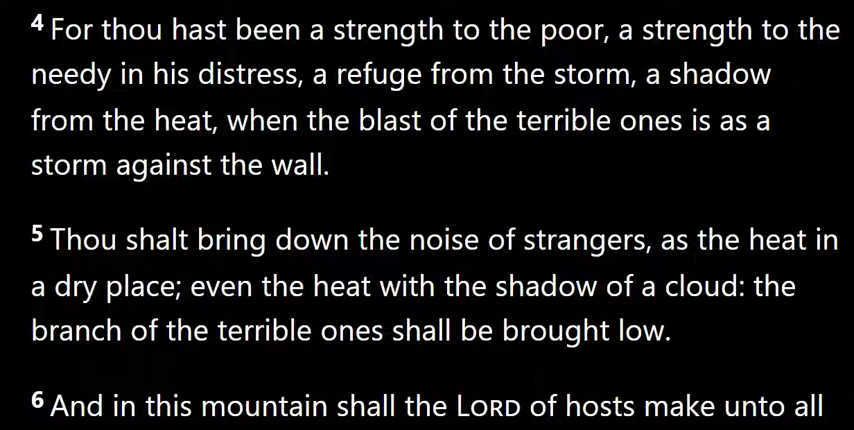 4 For thou hast been a strength to the poor, a strength to the
needy in his distress, a refuge from the storm, a shadow
from the heat, when the blast of the terrible ones is as a
storm against the wall.
5 Thou shalt bring down the noise of strangers, as the heat in
a dry place; even the heat with the shadow of a cloud: the
branch of the terrible ones shall be brought low.
6 And in this mountain shall the LORD of hosts make unto all